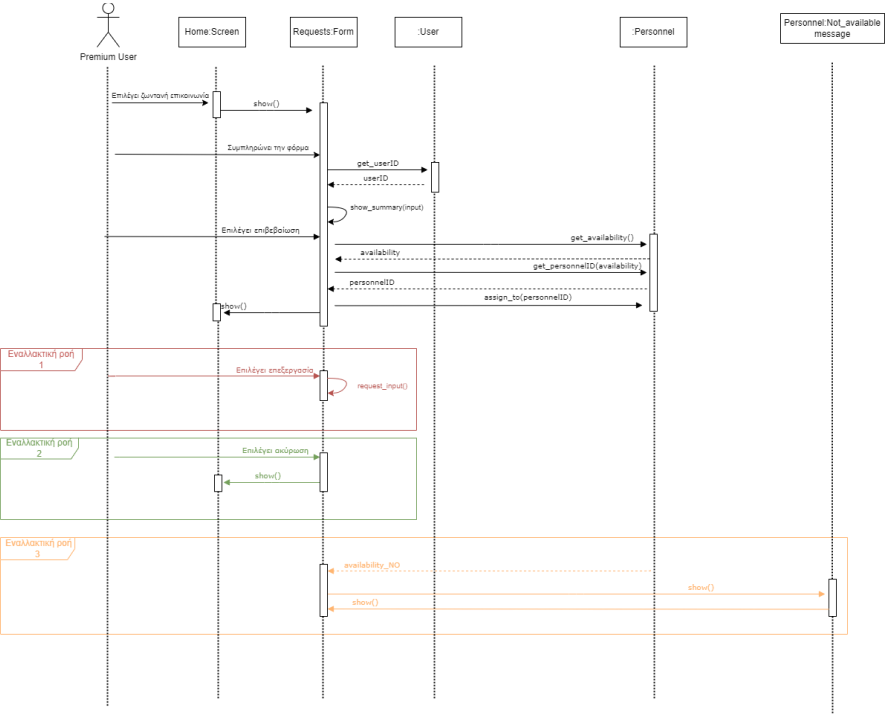 Premium User
Home:Screen
Requests:Form
:User
:Personnel
Personnel:Not_available
message
Επιλέγει ζωντανή επικοινωνία
show()
Συμπληρώνει την φόρμα
get_userID
userID
show_summary(input)
Επιλέγει επιβεβαίωση
get_availability()
availability
get_personnelID(availability)
personnelID
assign_to(personnelID)
show()
Εναλλακτική ροή
1
Επιλέγει επεξεργασία
request_input()
Εναλλακτική ροή
2
Επιλέγει ακύρωση
show()
Εναλλακτική ροή
3
availability_NO
show()
show()